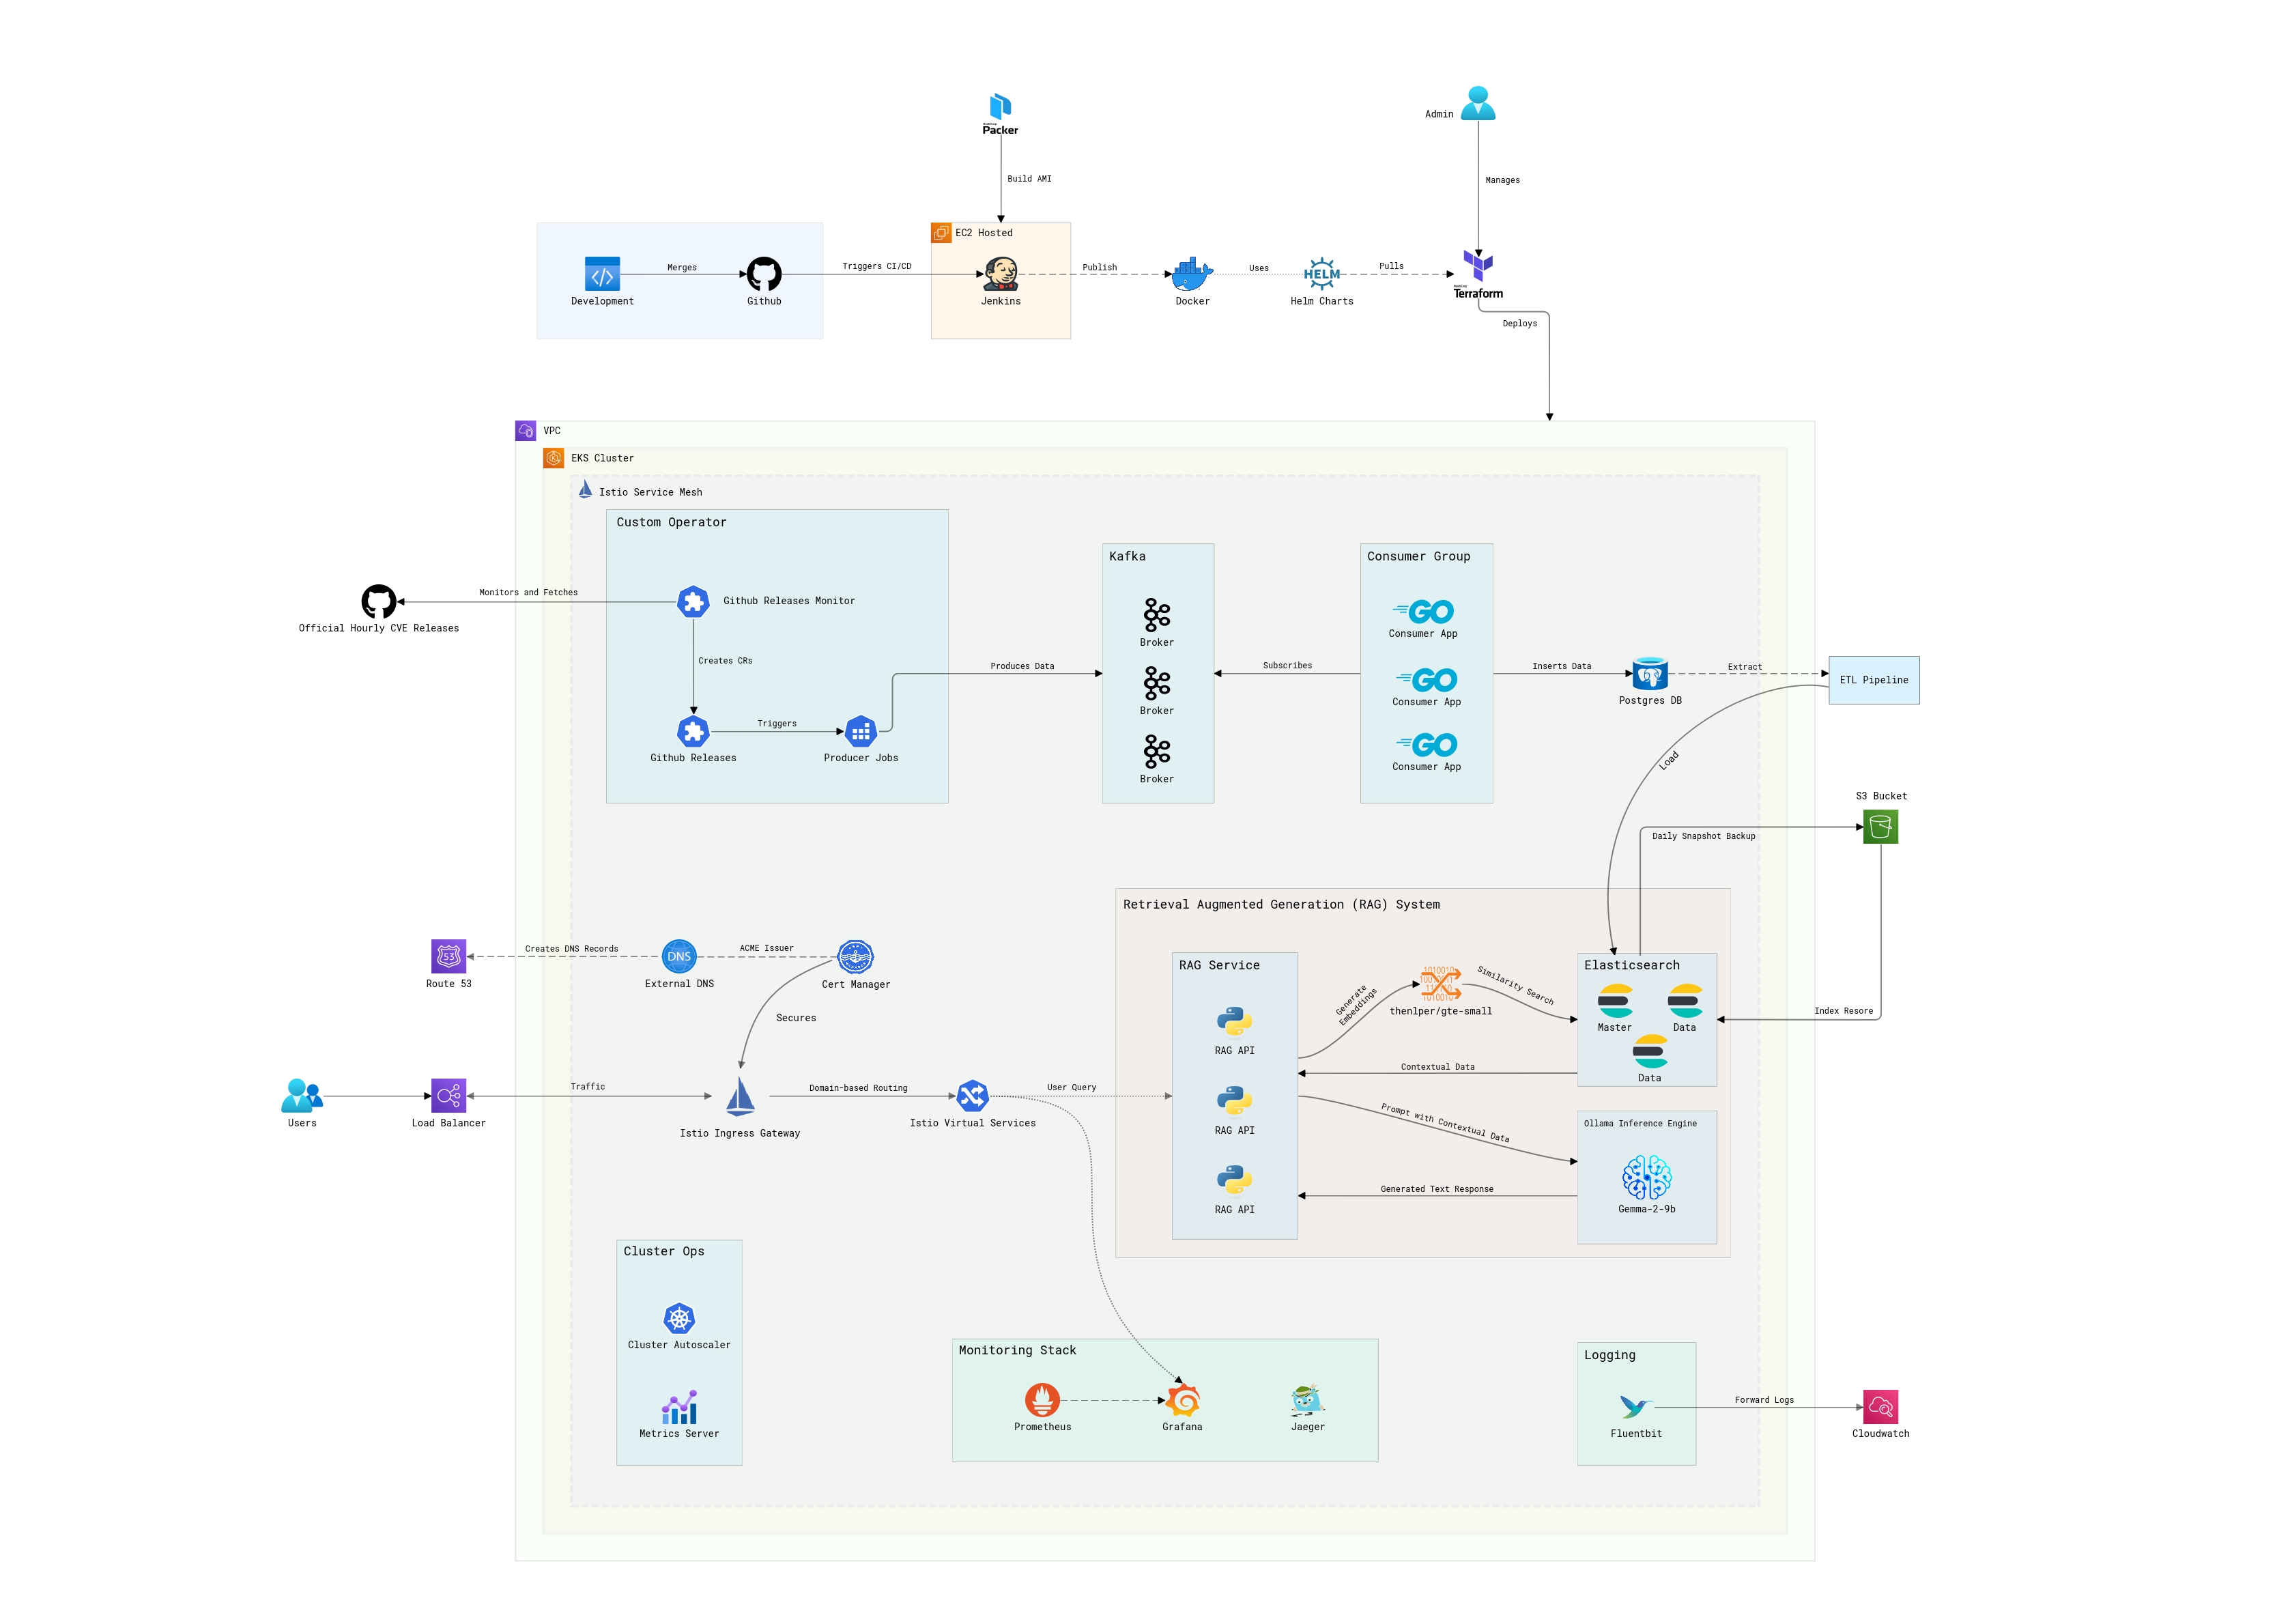 Packer
Admin
Build AMI
Manages
EC2 Hosted
Merges
Triggers CI/CD
Publish
Uses
HELM
Pulls
Development
Github
Jenkins
Docker
Helm Charts
Terraform
Deploys
VPC
EKS Cluster
Istio Service Mesh
Custom Operator
Kafka
Consumer Group
Monitors and Fetches
Github Releases Monitor
Official Hourly CVE Releases
GO
Consumer App
Broker
Creates CRs
Produces Data
Subscribes
Inserts Data
Extract
ETL Pipeline
GO
Consumer App
Postgres DB
Broker
Triggers
Github Releases
Producer Jobs
GO
Consumer App
Broker
Load
S3 Bucket
Daily Snapshot Backup
Retrieval Augmented Generation (RAG) System
Creates DNS Records
ACME Issuer
53
DNS
Route 53
External DNS
Cert Manager
Secures
RAG Service
Generate
Embeddings
thenlper/gte-small
Similarity Search
Elasticsearch
Master
Data
Data
Index Resore
RAG API
Contextual Data
Users
Load Balancer
Traffic
Istio Ingress Gateway
Domain-based Routing
Istio Virtual Services
User Query
RAG API
Prompt with Contextual Data
Ollama Inference Engine
Gemma-2-9b
Generated Text Response
RAG API
Cluster Ops
Cluster Autoscaler
Metrics Server
Monitoring Stack
Prometheus
Grafana
Jaeger
Logging
Fluentbit
Forward Logs
Cloudwatch